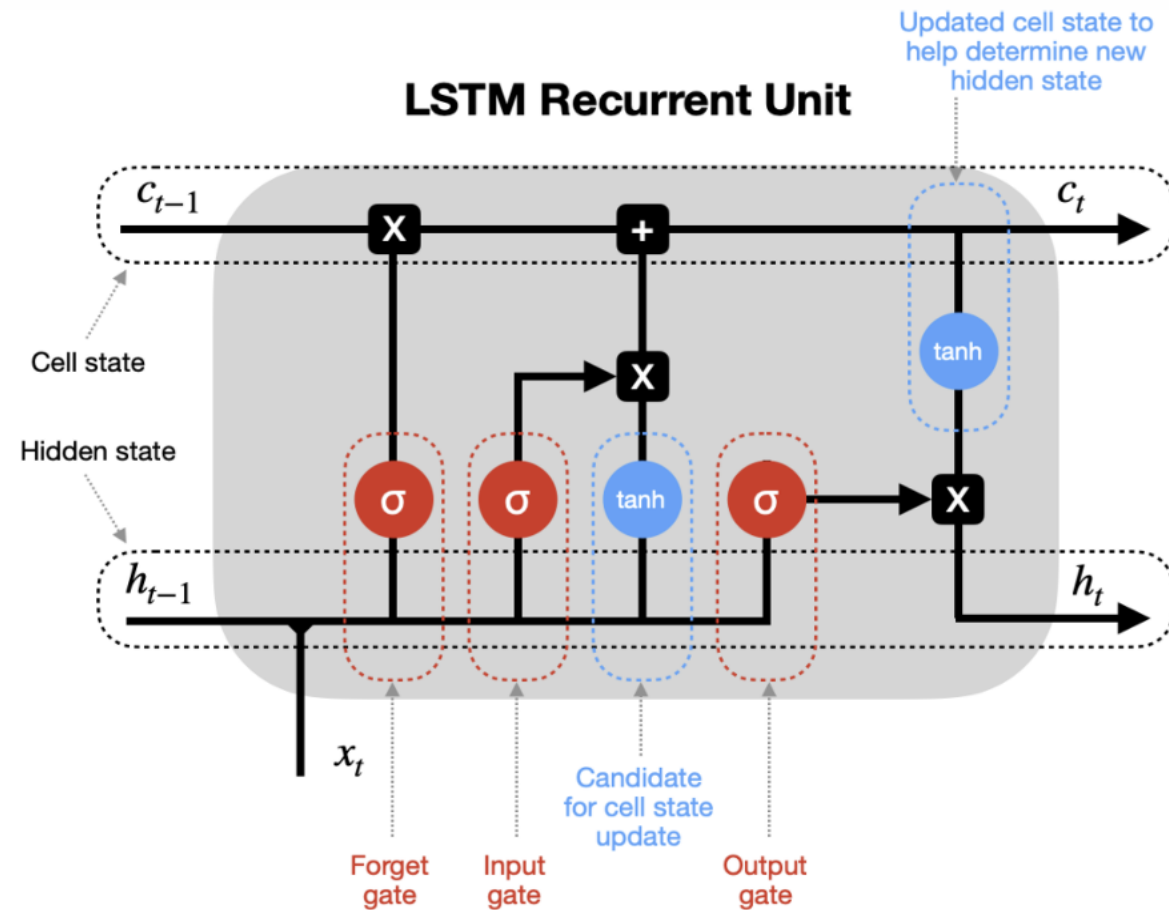 Updated cell state to
help determine new
hidden state
LSTM Recurrent Unit
c_{t−1}
c_t
X
+
Cell state
tanh
X
Hidden state
σ
σ
tanh
σ
X
h_{t−1}
h_t
x_t
Candidate
for cell state
update
Forget
gate
Input
gate
Output
gate